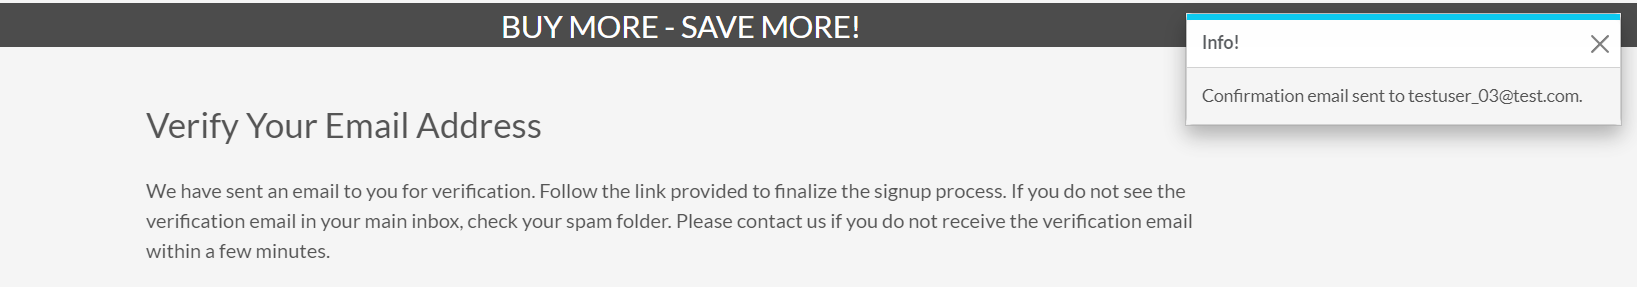 BUY MORE - SAVE MORE!
Info!
Confirmation email sent to testuser_03@test.com.
Verify Your Email Address
We have sent an email to you for verification. Follow the link provided to finalize the signup process. If you do not see the
verification email in your main inbox, check your spam folder. Please contact us if you do not receive the verification email
within a few minutes.